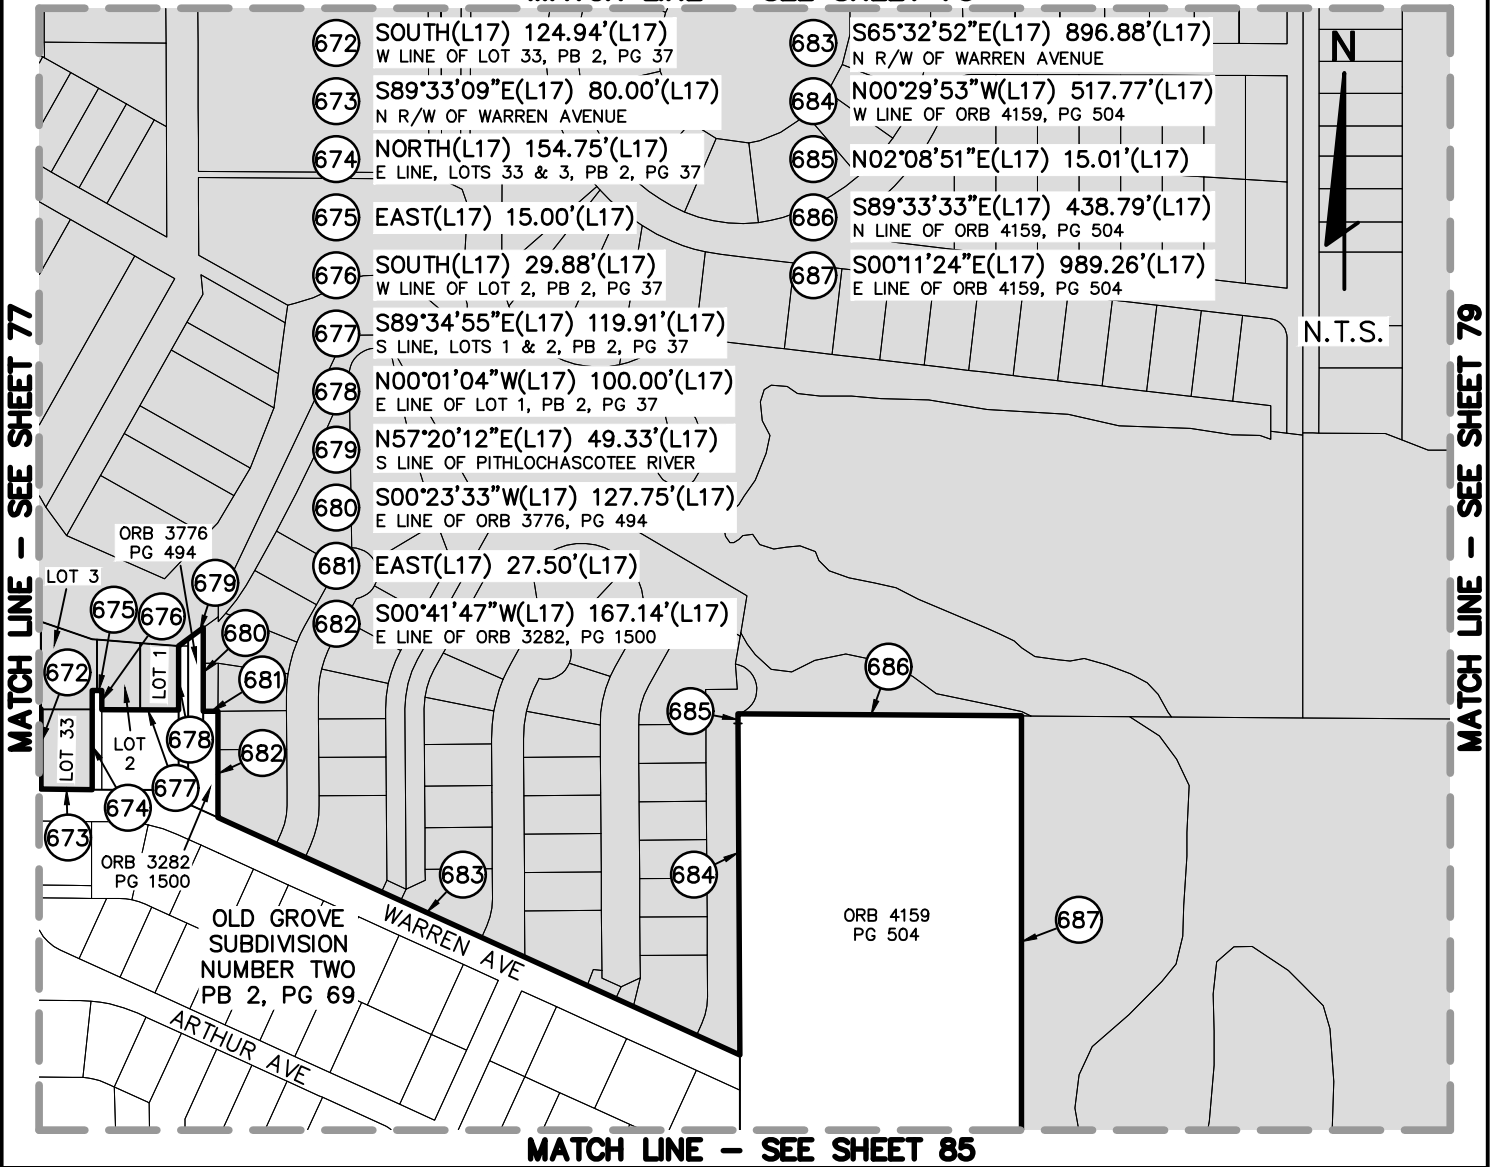 672 SOUTH(L17) 124.94'(L17)
W LINE OF LOT 33, PB 2, PG 37
673 S89°33'09"E(L17) 80.00'(L17)
N R/W OF WARREN AVENUE
674 NORTH(L17) 154.75'(L17)
E LINE, LOTS 33 & 3, PB 2, PG 37
675 EAST(L17) 15.00'(L17)
676 SOUTH(L17) 29.88'(L17)
W LINE OF LOT 2, PB 2, PG 37
677 S89°34'55"E(L17) 119.91'(L17)
S LINE, LOTS 1 & 2, PB 2, PG 37
678 N00°01'04"W(L17) 100.00'(L17)
E LINE OF LOT 1, PB 2, PG 37
679 N57°20'12"E(L17) 49.33'(L17)
S LINE OF PITHLOCHASCOTEE RIVER
680 S00°23'33"W(L17) 127.75'(L17)
E LINE OF ORB 3776, PG 494
681 EAST(L17) 27.50'(L17)
682 S00°41'47"W(L17) 167.14'(L17)
E LINE OF ORB 3282, PG 1500
683 S65°32'52"E(L17) 896.88'(L17)
N R/W OF WARREN AVENUE
684 N00°29'53"W(L17) 517.77'(L17)
W LINE OF ORB 4159, PG 504
685 N02°08'51"E(L17) 15.01'(L17)
686 S89°33'33"E(L17) 438.79'(L17)
N LINE OF ORB 4159, PG 504
687 S00°11'24"E(L17) 989.26'(L17)
E LINE OF ORB 4159, PG 504
N
N.T.S.
MATCH LINE - SEE SHEET 77
MATCH LINE - SEE SHEET 79
ORB 3776
PG 494
LOT 3
679
675
676
680
672
LOT 1
681
686
685
LOT 33
LOT
2
678
682
677
674
673
ORB 3282
PG 1500
683
684
ORB 4159
PG 504
687
OLD GROVE
SUBDIVISION
NUMBER TWO
PB 2, PG 69
WARREN AVE
ARTHUR AVE
MATCH LINE - SEE SHEET 85